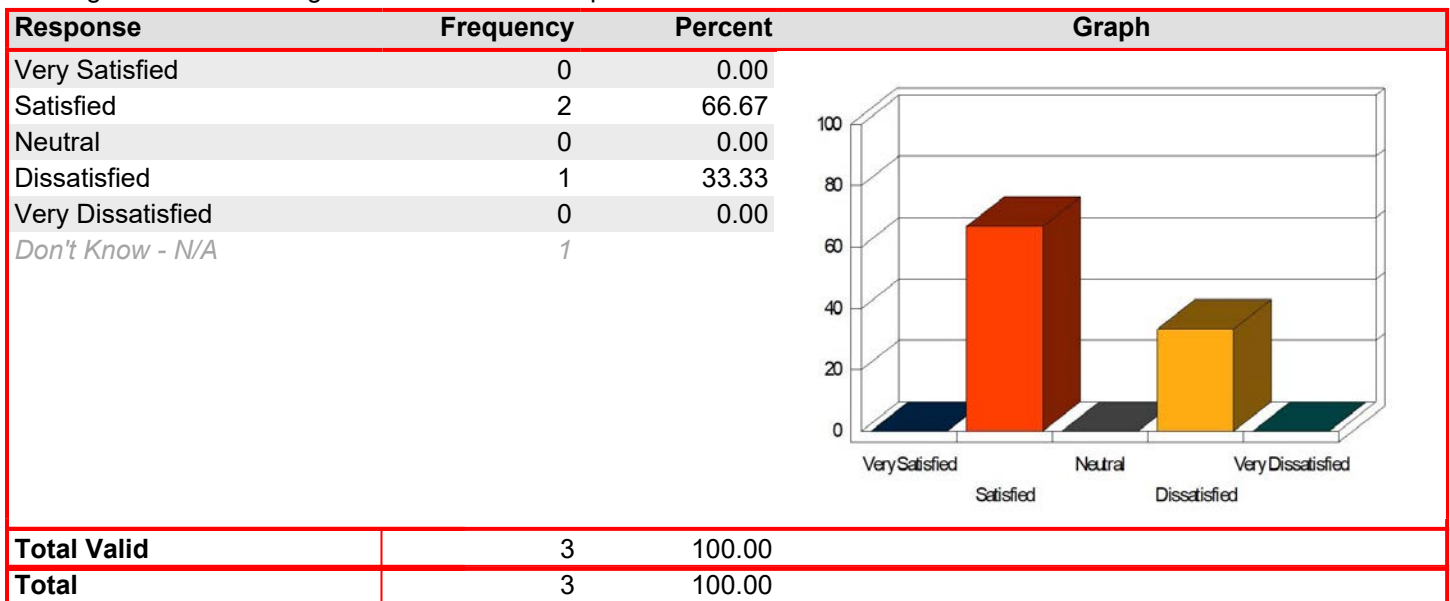 Response Frequency Percent Graph
Very Satisfied 0 0.00
Satisfied 2 66.67
Neutral 0 0.00
Dissatisfied 1 33.33
Very Dissatisfied 0 0.00
Don't Know - N/A 1
100
80
60
40
20
0
Very Satisfied Neutral Very Dissatisfied
Satisfied Dissatisfied
Total Valid 3 100.00
Total 3 100.00